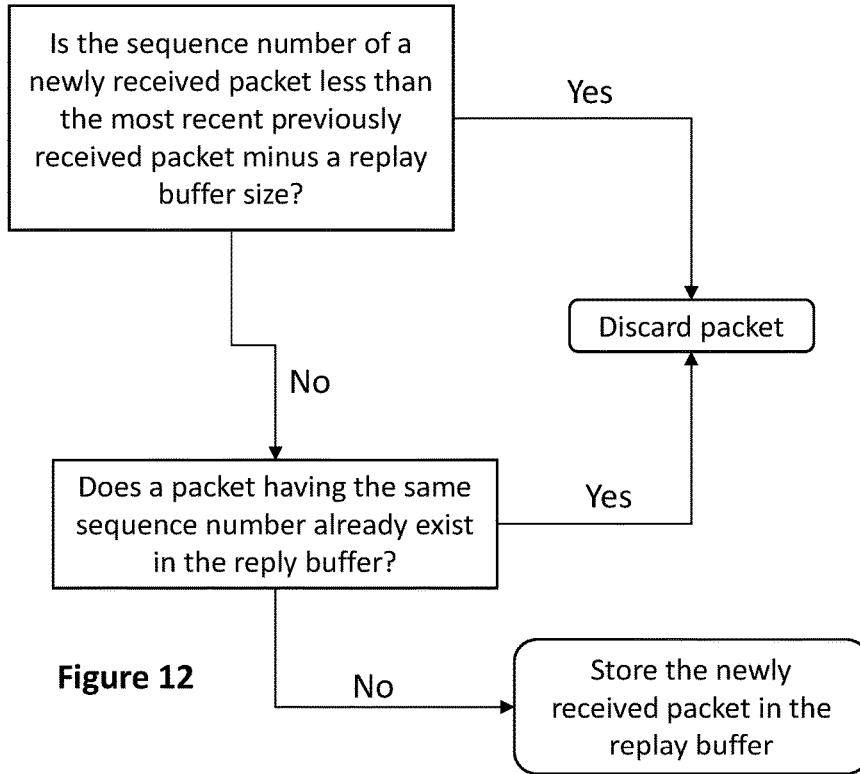 Is the sequence number of a
newly received packet less than
the most recent previously
received packet minus a replay
buffer size?
Yes
Discard packet
No
Does a packet having the same
sequence number already exist
in the reply buffer?
Yes
Figure 12
No
Store the newly
received packet in the
replay buffer